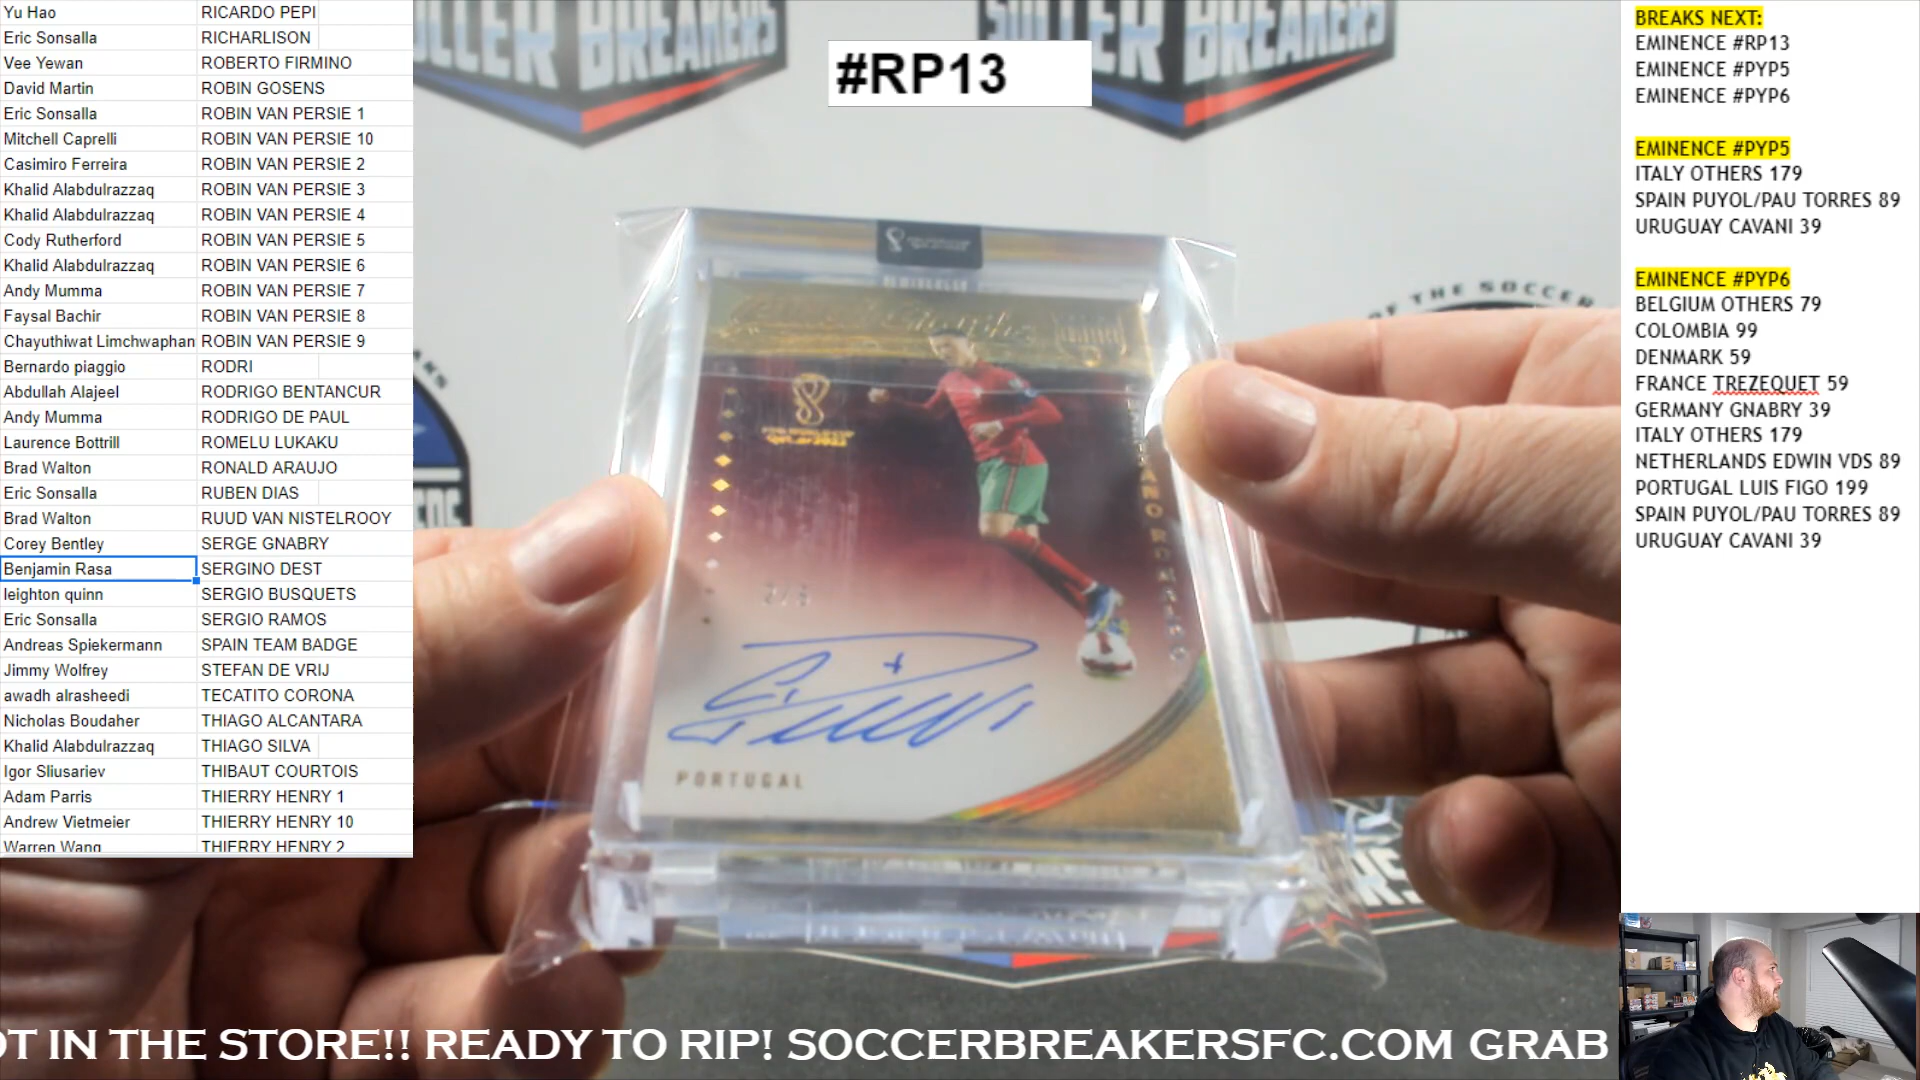 Yu Hao RICARDO PEPI
Eric Sonsalla RICHARLISON
Vee Yewan ROBERTO FIRMINO
David Martin ROBIN GOSENS
Eric Sonsalla ROBIN VAN PERSIE 1
Mitchell Caprelli ROBIN VAN PERSIE 10
Casimiro Ferreira ROBIN VAN PERSIE 2
Khalid Alabdulrazzaq ROBIN VAN PERSIE 3
Khalid Alabdulrazzaq ROBIN VAN PERSIE 4
Cody Rutherford ROBIN VAN PERSIE 5
Khalid Alabdulrazzaq ROBIN VAN PERSIE 6
Andy Mumma ROBIN VAN PERSIE 7
Faysal Bachir ROBIN VAN PERSIE 8
Chayuthiwat Limchwaphan ROBIN VAN PERSIE 9
Bernardo piaggio RODRI
Abdullah Alajeel RODRIGO BENTANCUR
Andy Mumma RODRIGO DE PAUL
Laurence Bottrill ROMELU LUKAKU
Brad Walton RONALD ARAUJO
Eric Sonsalla RUBEN DIAS
Brad Walton RUUD VAN NISTELROOY
Corey Bentley SERGE GNABRY
Benjamin Rasa SERGINO DEST
leighton quinn SERGIO BUSQUETS
Eric Sonsalla SERGIO RAMOS
Andreas Spiekermann SPAIN TEAM BADGE
Jimmy Wolfrey STEFAN DE VRIJ
awadh alrasheedi TECATITO CORONA
Nicholas Boudaher THIAGO ALCANTARA
Khalid Alabdulrazzaq THIAGO SILVA
Igor Sliusariev THIBAUT COURTOIS
Adam Parris THIERRY HENRY 1
Andrew Vietmeier THIERRY HENRY 10
Warren Wang THIERRY HENRY 2
#RP13
BREAKERS
BREAKERS
OF THE SOCCER
PORTUGAL
BREAKS NEXT:
EMINENCE #RP13
EMINENCE #PYP5
EMINENCE #PYP6
EMINENCE #PYP5
ITALY OTHERS 179
SPAIN PUYOL/PAU TORRES 89
URUGUAY CAVANI 39
EMINENCE #PYP6
BELGIUM OTHERS 79
COLOMBIA 99
DENMARK 59
FRANCE TREZEQUET 59
GERMANY GNABRY 39
ITALY OTHERS 179
NETHERLANDS EDWIN VDS 89
PORTUGAL LUIS FIGO 199
SPAIN PUYOL/PAU TORRES 89
URUGUAY CAVANI 39
OT IN THE STORE!! READY TO RIP! SOCCERBREAKERSFC.COM GRAB